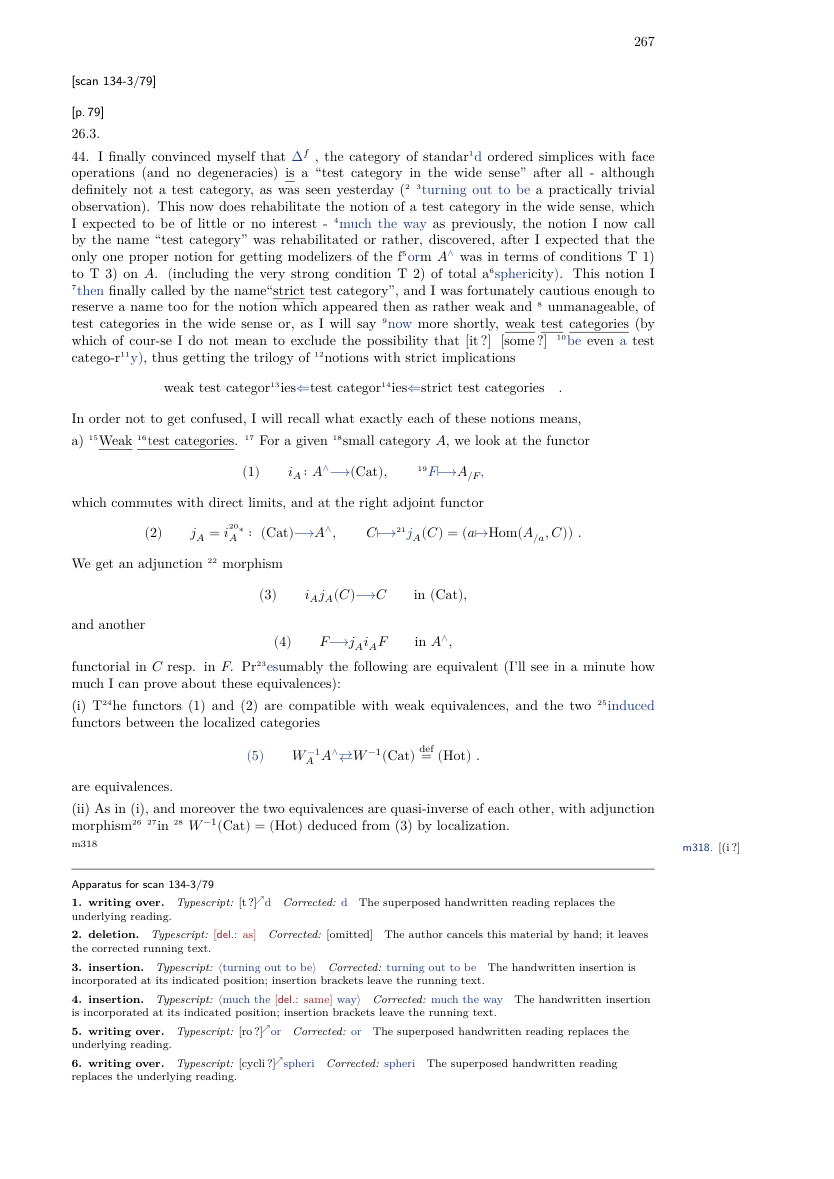 267
[scan 134-3/79]
[p. 79]
26.3.
44. I finally convinced myself that Δᶠ , the category of standar¹d ordered simplices with face
operations (and no degeneracies) is a “test category in the wide sense” after all - although
definitely not a test category, as was seen yesterday (² ³turning out to be a practically trivial
observation). This now does rehabilitate the notion of a test category in the wide sense, which
I expected to be of little or no interest - ⁴much the way as previously, the notion I now call
by the name “test category” was rehabilitated or rather, discovered, after I expected that the
only one proper notion for getting modelizers of the f⁵orm A^ was in terms of conditions T 1)
to T 3) on A. (including the very strong condition T 2) of total a⁶sphericity). This notion I
⁷then finally called by the name“strict test category”, and I was fortunately cautious enough to
reserve a name too for the notion which appeared then as rather weak and ⁸ unmanageable, of
test categories in the wide sense or, as I will say ⁹now more shortly, weak test categories (by
which of cour-se I do not mean to exclude the possibility that [it ?] [some ?] ¹⁰be even a test
catego-r¹¹y), thus getting the trilogy of ¹²notions with strict implications
weak test categor¹³ies⇐test categor¹⁴ies⇐strict test categories .
In order not to get confused, I will recall what exactly each of these notions means,
a) ¹⁵Weak ¹⁶test categories. ¹⁷ For a given ¹⁸small category A, we look at the functor
(1) i_A : A^⟶(Cat), ¹⁹F⟼A_{/F},
which commutes with direct limits, and at the right adjoint functor
(2) j_A = i_A^{²⁰*} : (Cat)⟶A^, C⟼²¹j_A(C) = (a↦Hom(A_{/a}, C)) .
We get an adjunction ²² morphism
(3) i_A j_A(C)⟶C in (Cat),
and another
(4) F⟶j_A i_A F in A^,
functorial in C resp. in F. Pr²³esumably the following are equivalent (I’ll see in a minute how
much I can prove about these equivalences):
(i) T²⁴he functors (1) and (2) are compatible with weak equivalences, and the two ²⁵induced
functors between the localized categories
(5) W_A^{−1}A^⇄W^{−1}(Cat) \overset{def}{=} (Hot) .
are equivalences.
(ii) As in (i), and moreover the two equivalences are quasi-inverse of each other, with adjunction
morphism²⁶ ²⁷in ²⁸ W^{−1}(Cat) = (Hot) deduced from (3) by localization.
m318
m318. [(i ?]
Apparatus for scan 134-3/79
1. writing over. Typescript: [t ?]↗d Corrected: d The superposed handwritten reading replaces the
underlying reading.
2. deletion. Typescript: [del.: as] Corrected: [omitted] The author cancels this material by hand; it leaves
the corrected running text.
3. insertion. Typescript: ⟨turning out to be⟩ Corrected: turning out to be The handwritten insertion is
incorporated at its indicated position; insertion brackets leave the running text.
4. insertion. Typescript: ⟨much the [del.: same] way⟩ Corrected: much the way The handwritten insertion
is incorporated at its indicated position; insertion brackets leave the running text.
5. writing over. Typescript: [ro ?]↗or Corrected: or The superposed handwritten reading replaces the
underlying reading.
6. writing over. Typescript: [cycli ?]↗spheri Corrected: spheri The superposed handwritten reading
replaces the underlying reading.